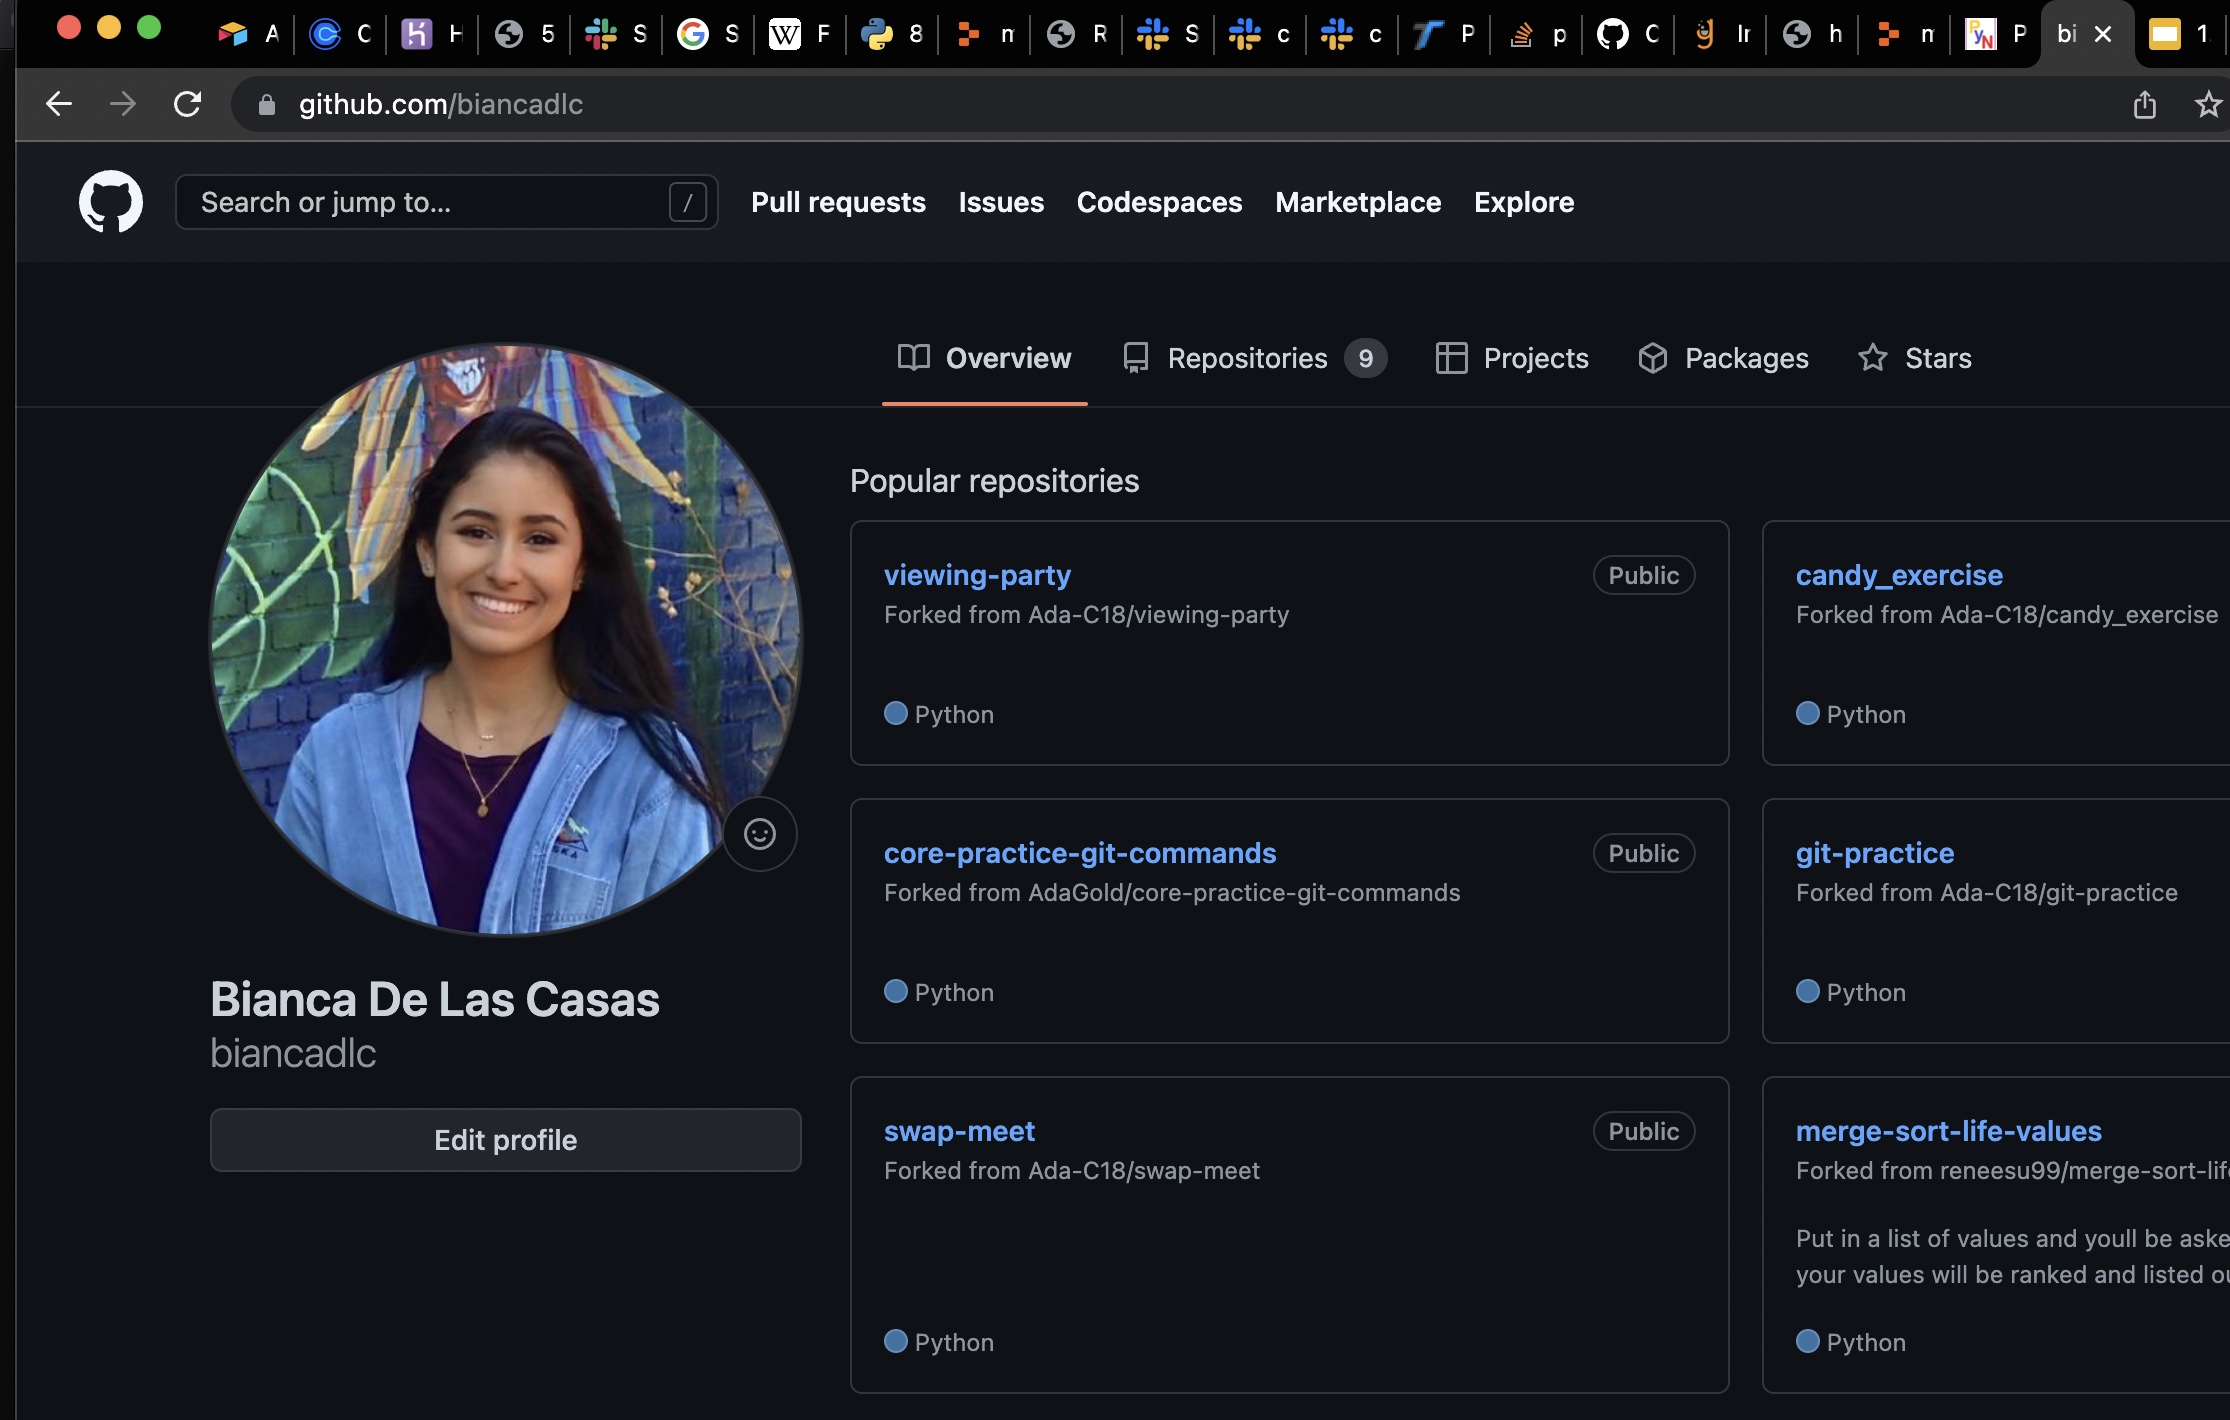 A C H 5 S S W F 8 n R S c c P p C Ir h n P bi 1
github.com/biancadlc
Search or jump to... / Pull requests Issues Codespaces Marketplace Explore
Overview Repositories 9 Projects Packages Stars
Popular repositories
viewing-party Public
Forked from Ada-C18/viewing-party
Python
candy_exercise
Forked from Ada-C18/candy_exercise
Python
core-practice-git-commands Public
Forked from AdaGold/core-practice-git-commands
Python
git-practice
Forked from Ada-C18/git-practice
Python
Bianca De Las Casas
biancadlc
Edit profile
swap-meet Public
Forked from Ada-C18/swap-meet
Python
merge-sort-life-values
Forked from reneesu99/merge-sort-life
Put in a list of values and youll be aske
your values will be ranked and listed ou
Python